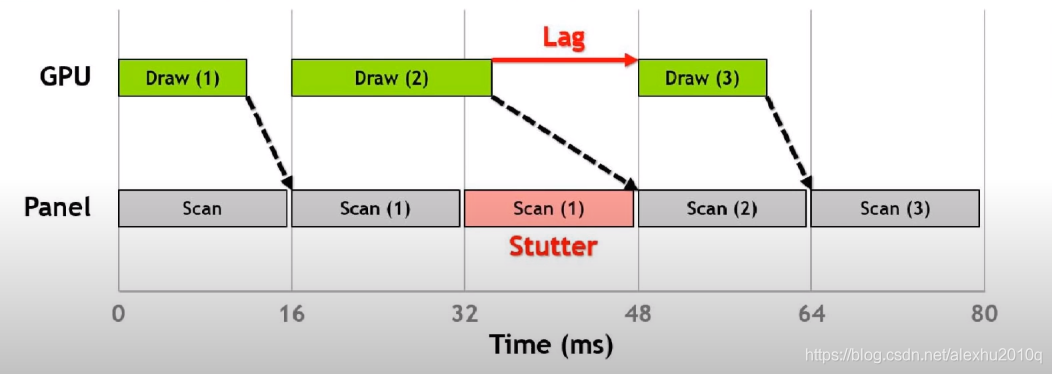 Lag
GPU Draw (1) Draw (2) Draw (3)
Panel Scan Scan (1) Scan (1) Scan (2) Scan (3)
Stutter
0 16 32 48 64 80
Time (ms)
https://blog.csdn.net/alexhu2010q